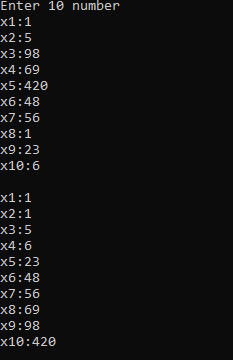 Enter 10 number
x1:1
x2:5
x3:98
x4:69
x5:420
x6:48
x7:56
x8:1
x9:23
x10:6
x1:1
x2:1
x3:5
x4:6
x5:23
x6:48
x7:56
x8:69
x9:98
x10:420